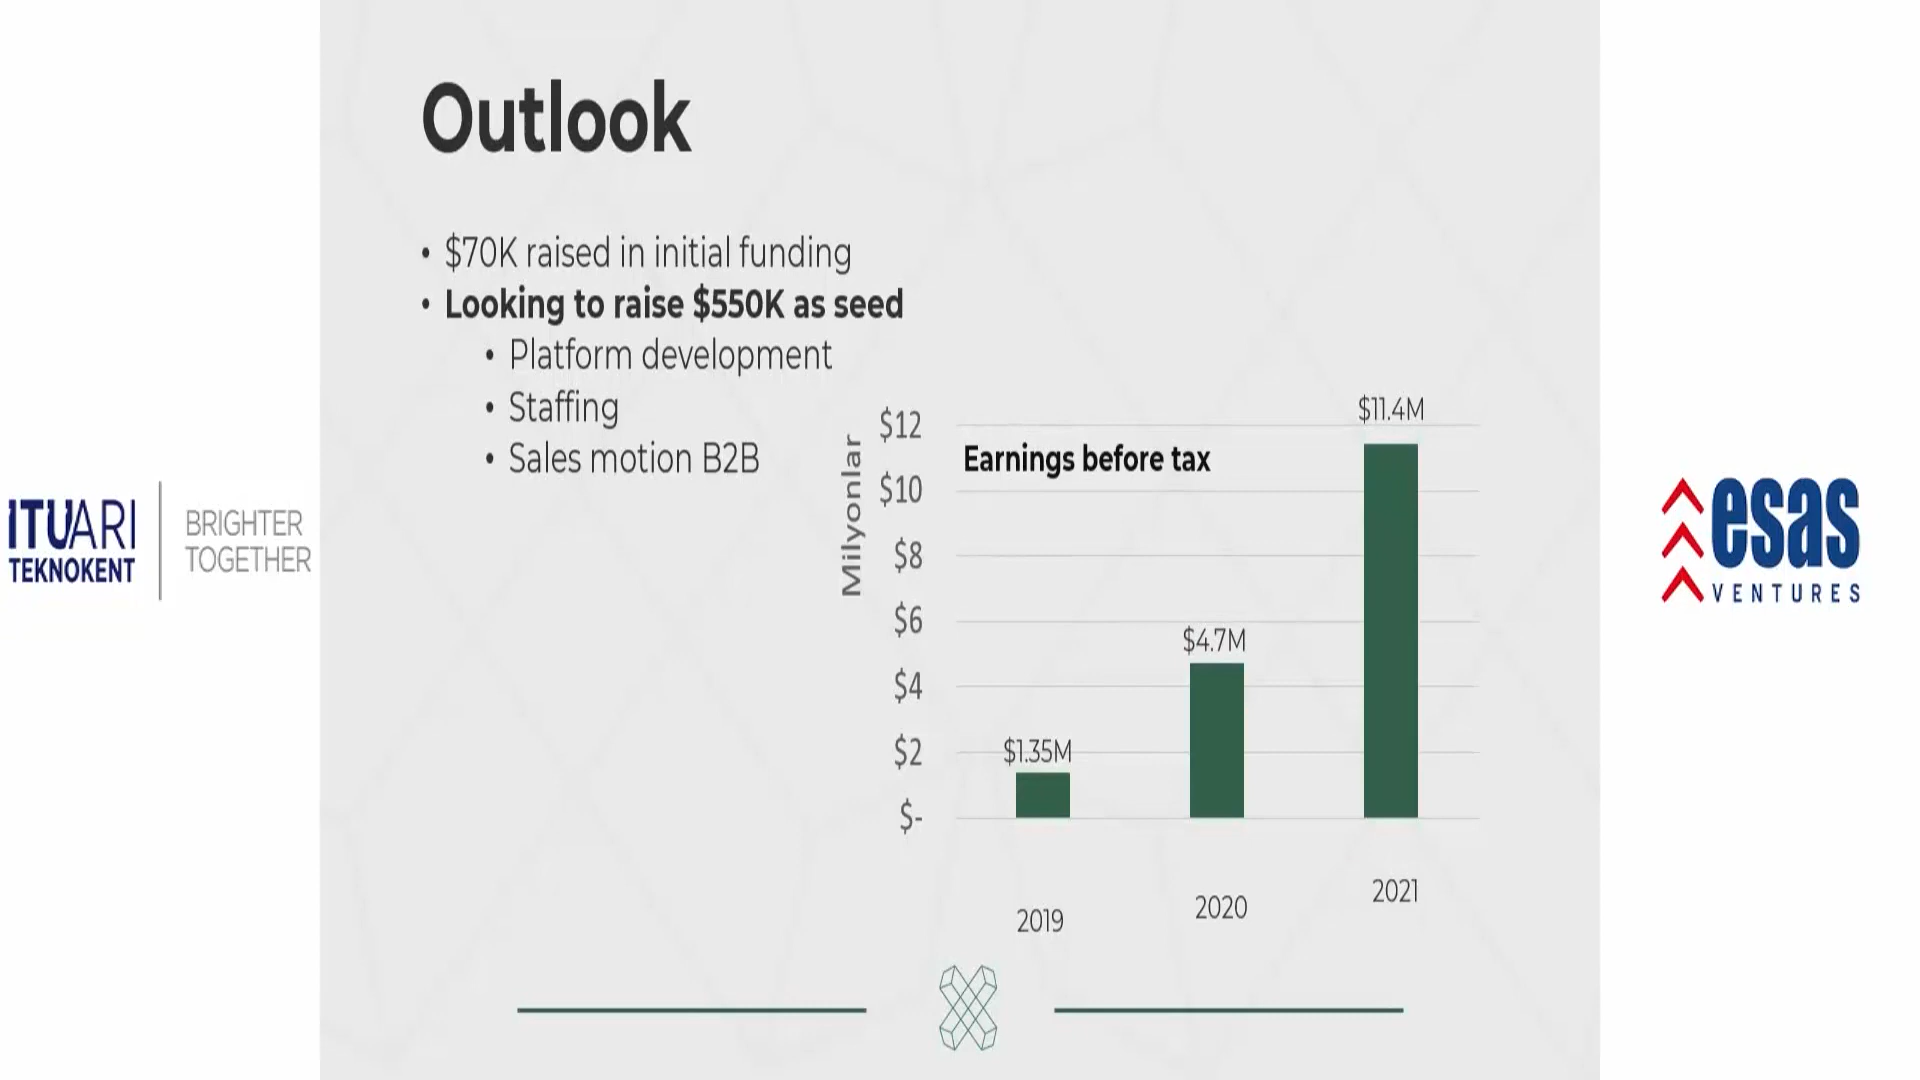 Outlook
• $70K raised in initial funding
• Looking to raise $550K as seed
• Platform development
• Staffing
• Sales motion B2B
Milyonlar
$12
$10
$8
$6
$4
$2
$-
Earnings before tax
$1.35M
$4.7M
$11.4M
2019
2020
2021
ITUARI
TEKNOKENT
BRIGHTER
TOGETHER
esas
VENTURES